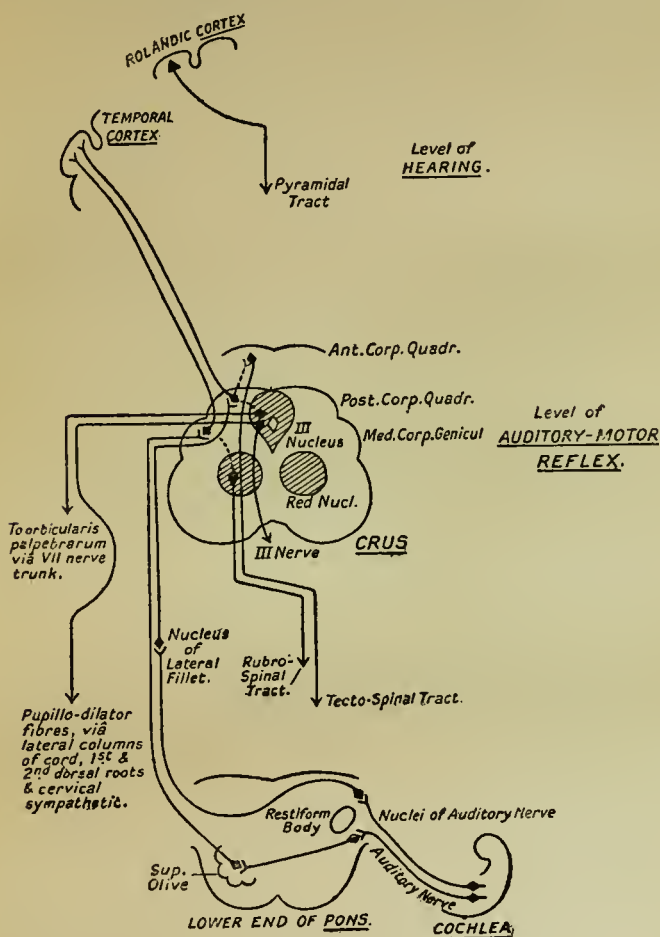 ROLANDIC CORTEX
TEMPORAL
CORTEX.
Level of
HEARING.
Pyramidal
Tract
Ant. Corp. Quadr.
Post. Corp. Quadr.
III
Nucleus
Med. Corp. Genicul
Level of
AUDITORY-MOTOR
REFLEX.
Red Nucl.
III Nerve
CRUS
To orbicularis
palpebrarum
via VII nerve
trunk.
Nucleus
of
Lateral
Fillet.
Rubro-
Spinal
Tract.
Tecto-Spinal Tract.
Pupillo-dilator
fibres, via
lateral columns
of cord, 1st &
2nd dorsal roots
& cervical
sympathetic.
Restiform
Body
Nuclei of Auditory Nerve
Auditory Nerve
Sup.
Olive
LOWER END OF PONS.
COCHLEA